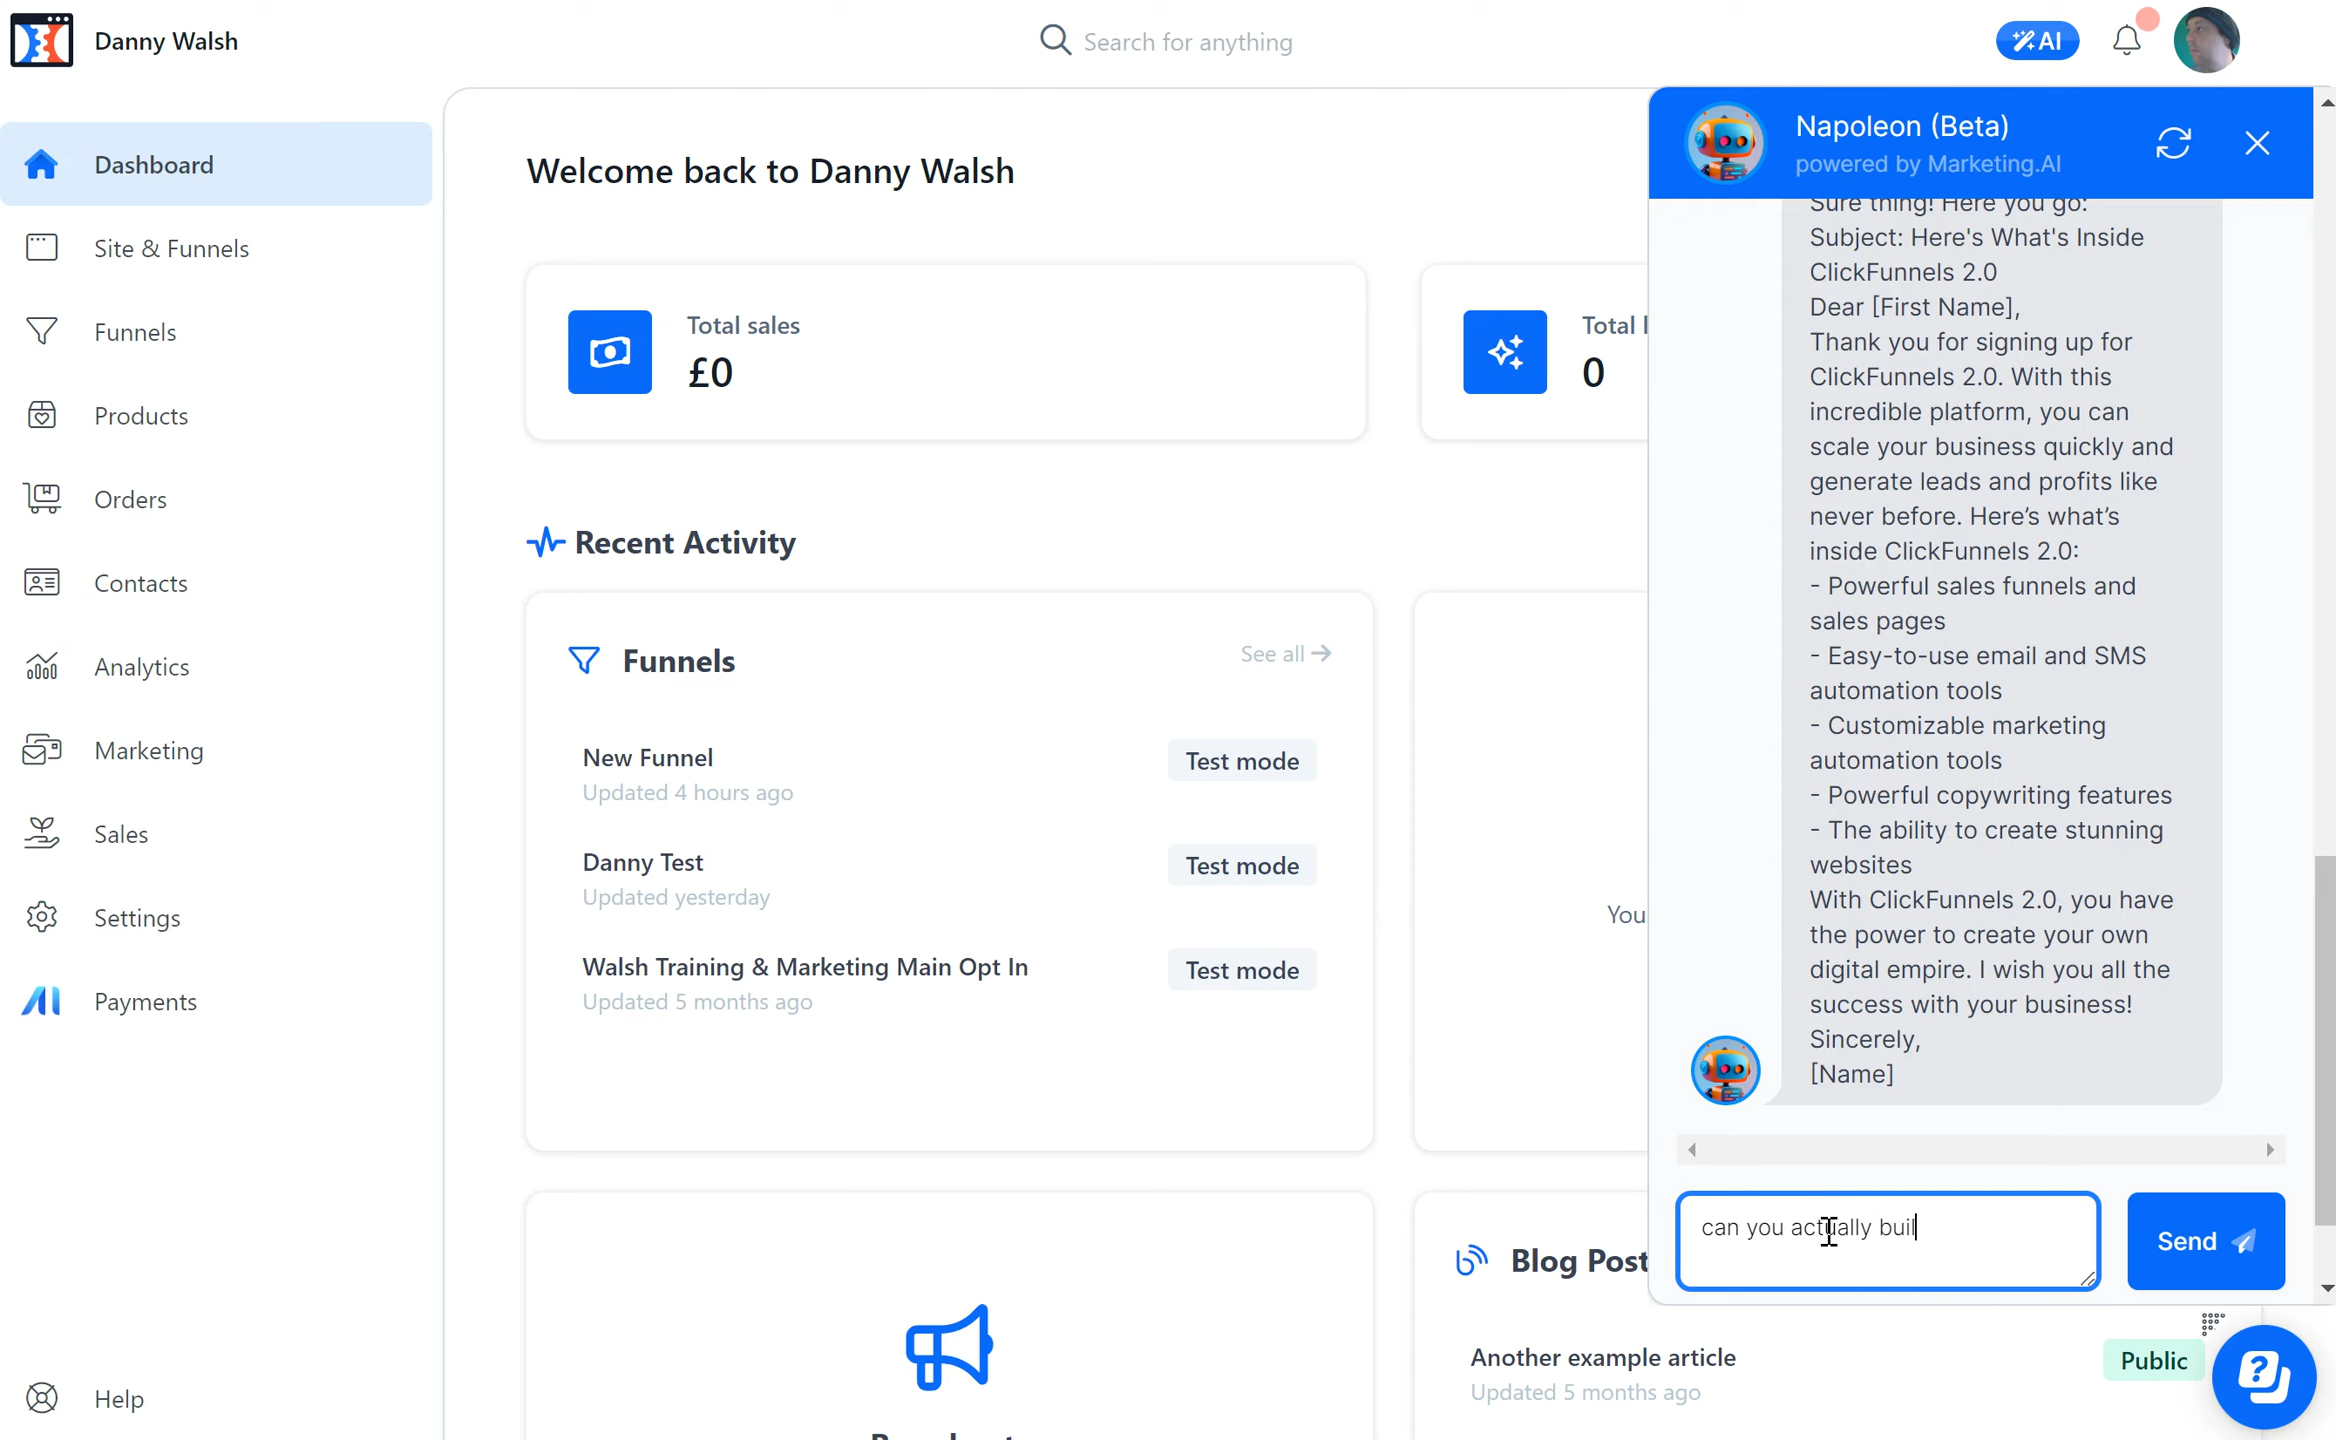 Danny Walsh
Search for anything
AI
Dashboard
Site & Funnels
Funnels
Products
Orders
Contacts
Analytics
Marketing
Sales
Settings
Payments
Help
Welcome back to Danny Walsh
Total sales
£0
Total l
0
Recent Activity
Funnels
See all
New Funnel
Updated 4 hours ago
Test mode
Danny Test
Updated yesterday
Test mode
Walsh Training & Marketing Main Opt In
Updated 5 months ago
Test mode
You
Blog Post
Another example article
Updated 5 months ago
Public
Napoleon (Beta)
powered by Marketing.AI
Sure thing! Here you go:
Subject: Here's What's Inside
ClickFunnels 2.0
Dear [First Name],
Thank you for signing up for
ClickFunnels 2.0. With this
incredible platform, you can
scale your business quickly and
generate leads and profits like
never before. Here’s what’s
inside ClickFunnels 2.0:
- Powerful sales funnels and
sales pages
- Easy-to-use email and SMS
automation tools
- Customizable marketing
automation tools
- Powerful copywriting features
- The ability to create stunning
websites
With ClickFunnels 2.0, you have
the power to create your own
digital empire. I wish you all the
success with your business!
Sincerely,
[Name]
can you actually buil
Send